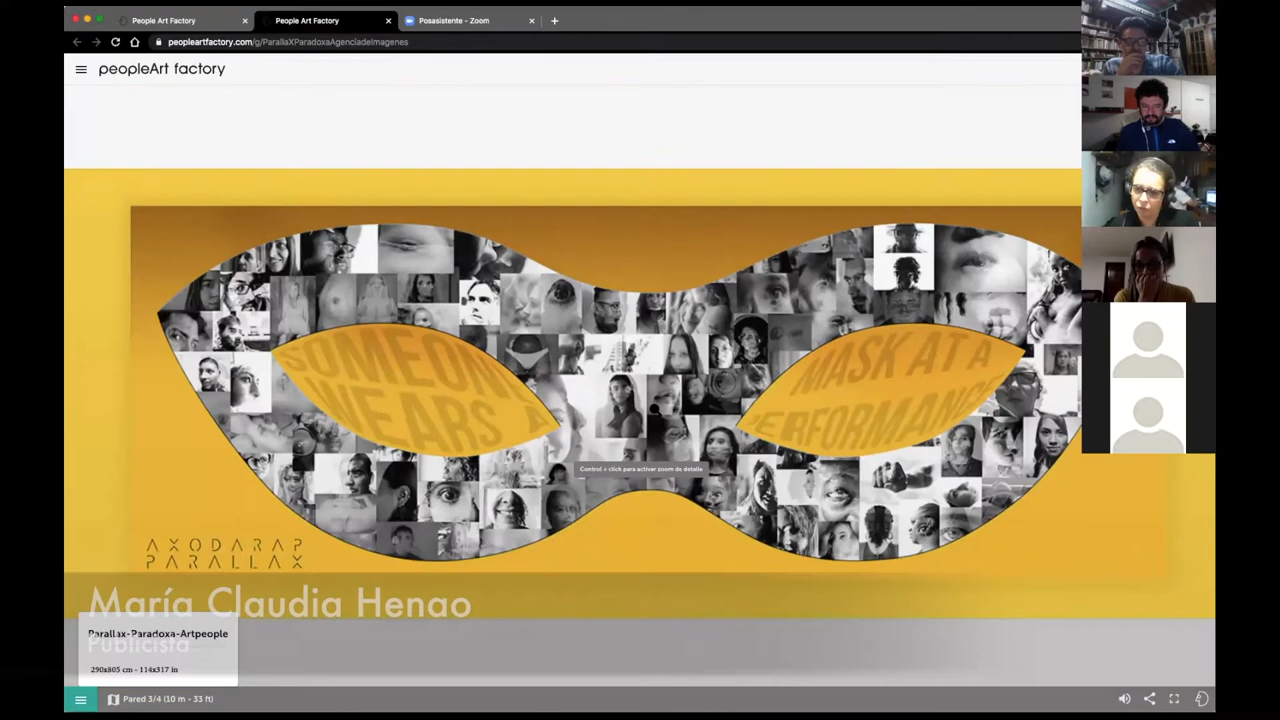 People Art Factory
People Art Factory
Posasistente - Zoom
peopleartfactory.com/g/ParallaXParadoxaAgenciadeImagenes
peopleArt factory
SOMEONE
WEARS A
MASK AT A
PERFORMANCE
Control + click para activar zoom de detalle
AXODARAP
PARALLAX
María Claudia Henao
Publicista
Parallax-Paradoxa-Artpeople
290x805 cm - 114x317 in
Pared 3/4 (10 m - 33 ft)